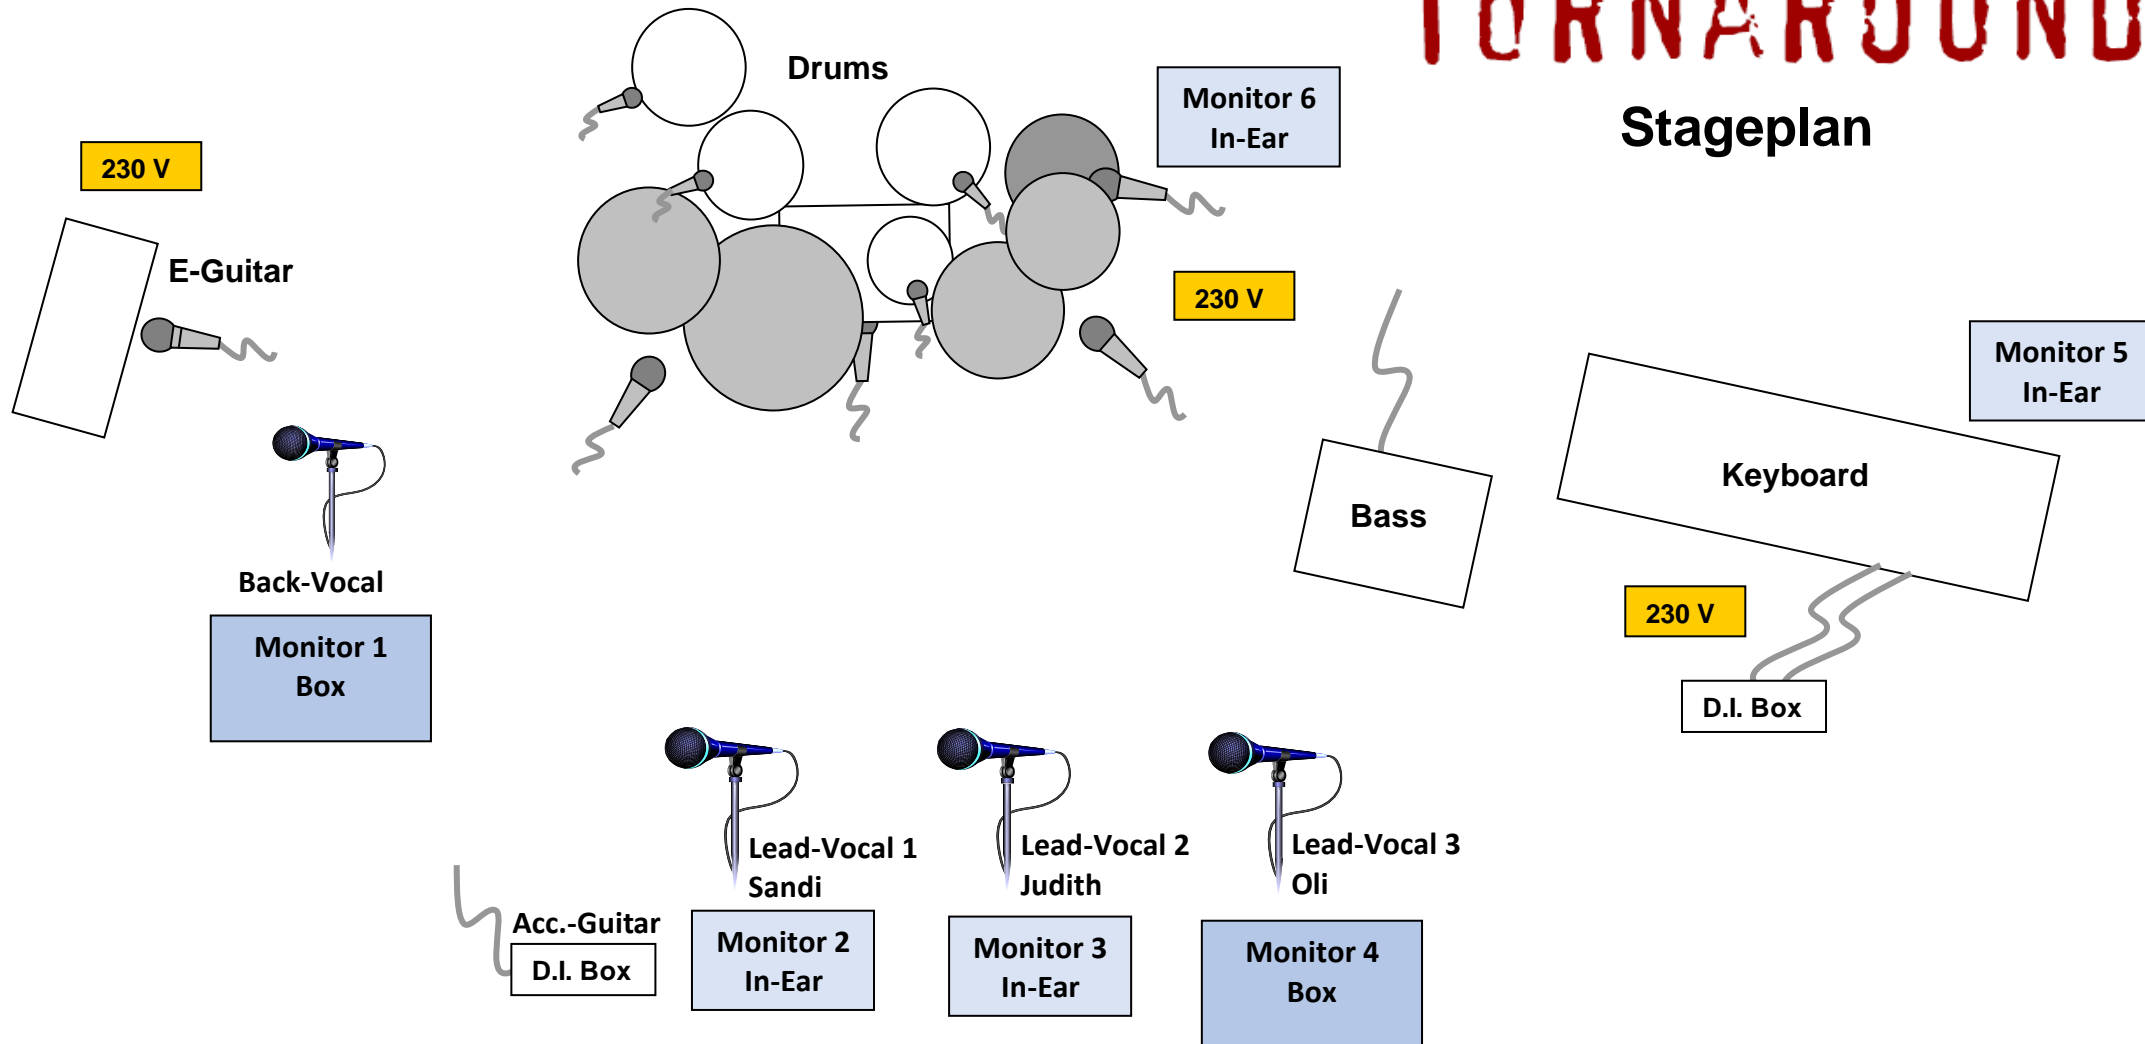 TURNAROUND
Stageplan
Drums
Monitor 6
In-Ear
230 V
E-Guitar
230 V
Monitor 5
In-Ear
Keyboard
Bass
Back-Vocal
Monitor 1
Box
230 V
D.I. Box
Lead-Vocal 1
Sandi
Lead-Vocal 2
Judith
Lead-Vocal 3
Oli
Acc.-Guitar
D.I. Box
Monitor 2
In-Ear
Monitor 3
In-Ear
Monitor 4
Box